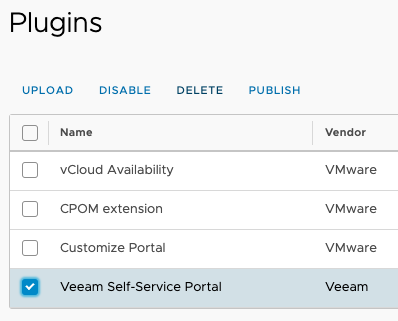 Plugins
UPLOAD DISABLE DELETE PUBLISH
Name Vendor
vCloud Availability VMware
CPOM extension VMware
Customize Portal VMware
Veeam Self-Service Portal Veeam